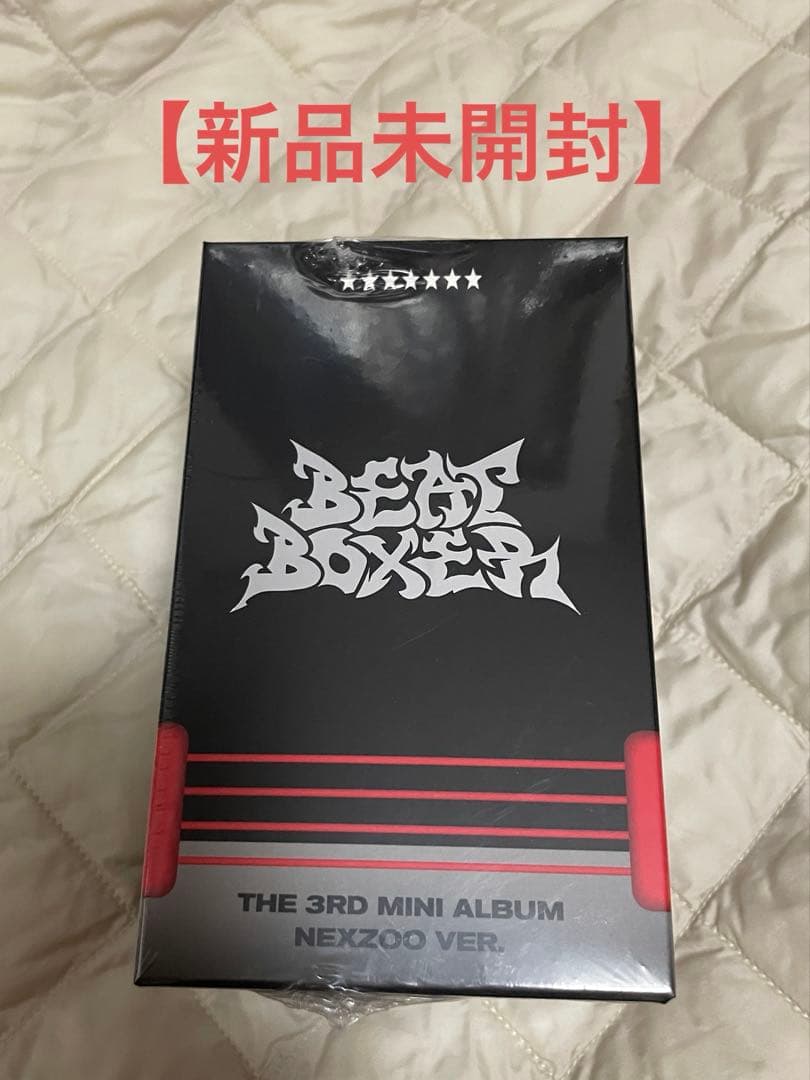 【新品未開封】
★★★★★★★
BEAT
BOXER
THE 3RD MINI ALBUM
NEXZOO VER.